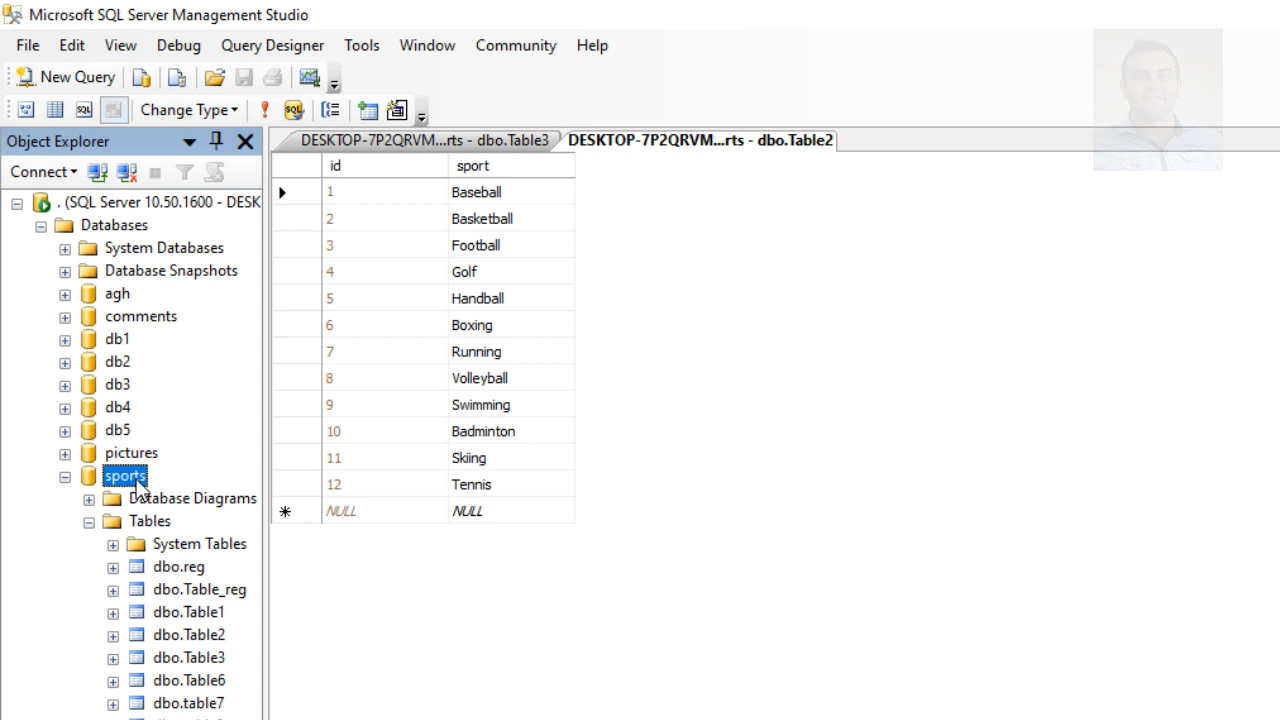 Microsoft SQL Server Management Studio
File Edit View Debug Query Designer Tools Window Community Help
New Query
SQL Change Type SQL
Object Explorer
Connect
. (SQL Server 10.50.1600 - DESK
Databases
System Databases
Database Snapshots
agh
comments
db1
db2
db3
db4
db5
pictures
sports
Database Diagrams
Tables
System Tables
dbo.reg
dbo.Table_reg
dbo.Table1
dbo.Table2
dbo.Table3
dbo.Table6
dbo.table7
DESKTOP-7P2QRVM...rts - dbo.Table3 DESKTOP-7P2QRVM...rts - dbo.Table2
id sport
1 Baseball
2 Basketball
3 Football
4 Golf
5 Handball
6 Boxing
7 Running
8 Volleyball
9 Swimming
10 Badminton
11 Skiing
12 Tennis
NULL NULL